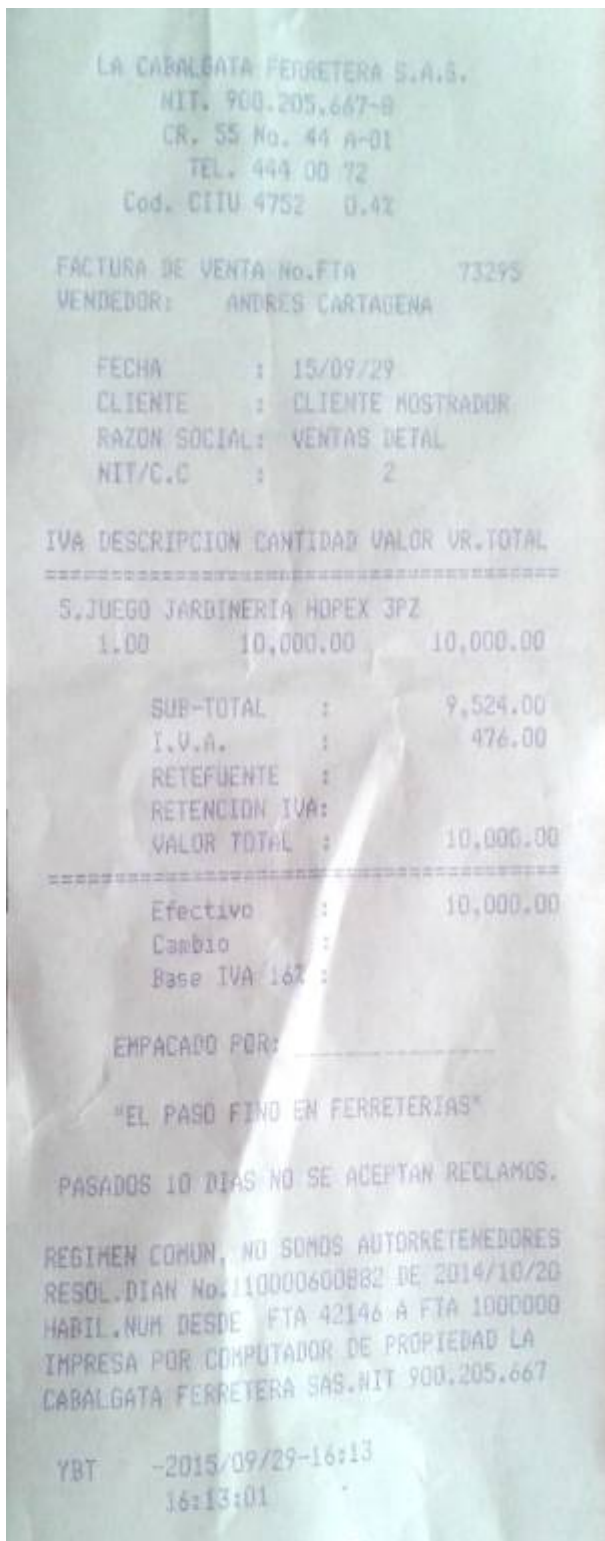 LA CABALGATA FERRETERA S.A.S.
NIT. 900.205.667-8
CR. 55 No. 44 A-01
TEL. 444 00 72
Cod. CIIU 4752 0.4%
FACTURA DE VENTA No.FTA 73295
VENDEDOR: ANDRES CARTAGENA
FECHA : 15/09/29
CLIENTE : CLIENTE MOSTRADOR
RAZON SOCIAL: VENTAS DETAL
NIT/C.C : 2
IVA DESCRIPCION CANTIDAD VALOR VR.TOTAL
5.JUEGO JARDINERIA HOPEX 3PZ
1.00 10,000.00 10,000.00
SUB-TOTAL : 9,524.00
I.V.A. : 476.00
RETEFUENTE :
RETENCION IVA:
VALOR TOTAL : 10,000.00
Efectivo : 10,000.00
Cambio :
Base IVA 16% :
EMPACADO POR:
"EL PASO FINO EN FERRETERIAS"
PASADOS 10 DIAS NO SE ACEPTAN RECLAMOS.
REGIMEN COMUN, NO SOMOS AUTORRETENEDORES
RESOL.DIAN No.110000600882 DE 2014/10/20
HABIL.NUM DESDE FTA 42146 A FTA 1000000
IMPRESA POR COMPUTADOR DE PROPIEDAD LA
CABALGATA FERRETERA SAS.NIT 900.205.667
YBT -2015/09/29-16:13
16:13:01